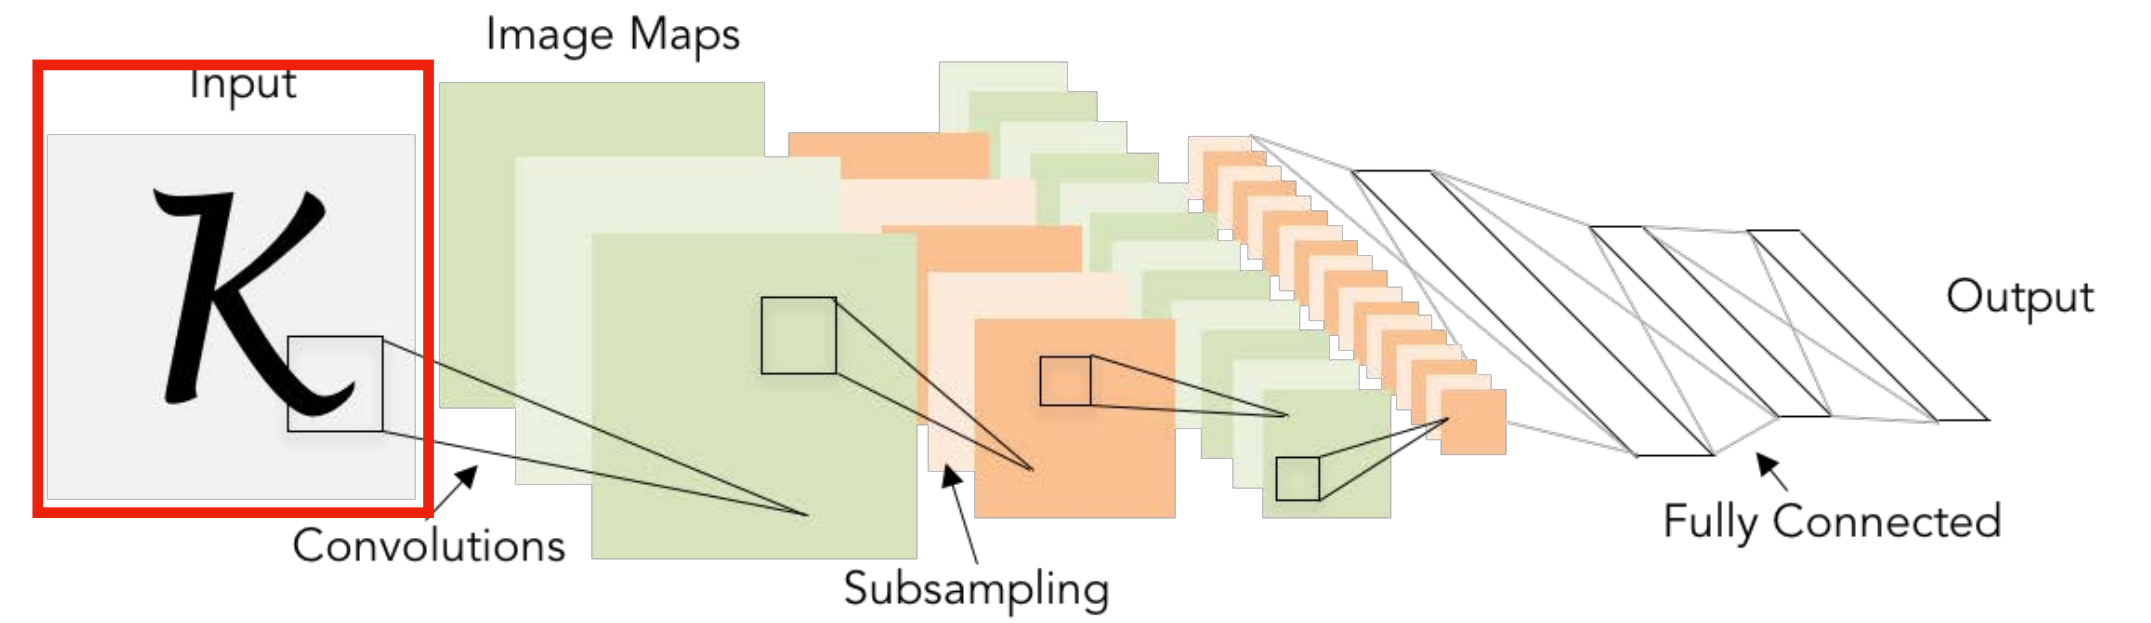 Image Maps
Input
K
Output
Convolutions
Fully Connected
Subsampling